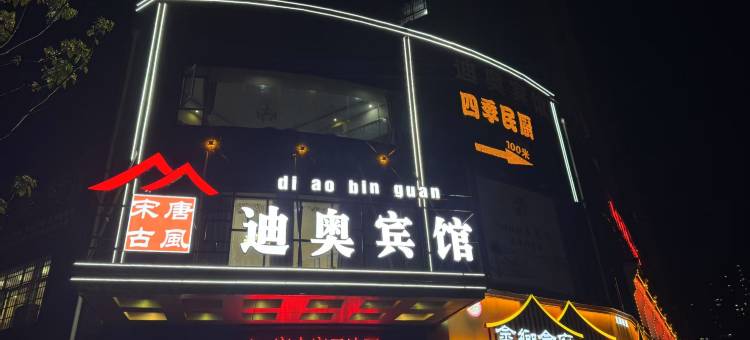 四季民厨
100米
di ao bin guan
宋唐
古風
迪奥宾馆